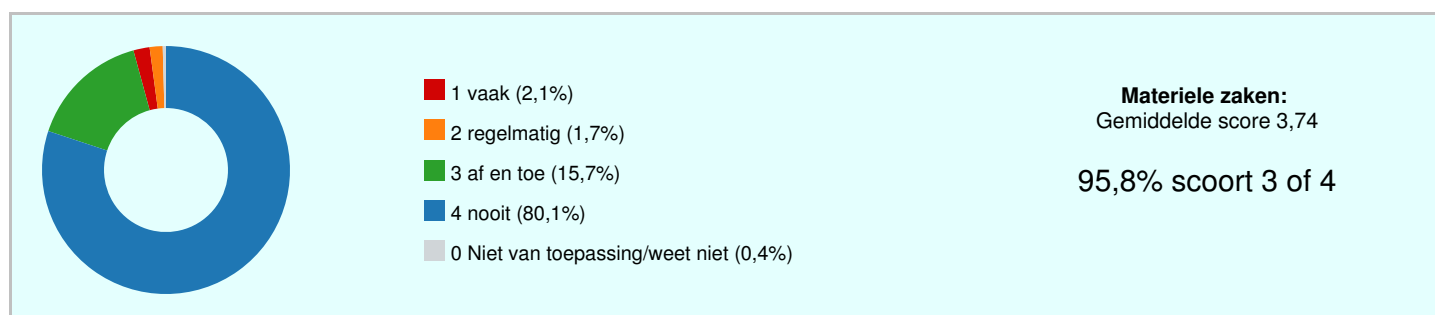 1 vaak (2,1%)
2 regelmatig (1,7%)
3 af en toe (15,7%)
4 nooit (80,1%)
0 Niet van toepassing/weet niet (0,4%)
Materiele zaken:
Gemiddelde score 3,74
95,8% scoort 3 of 4